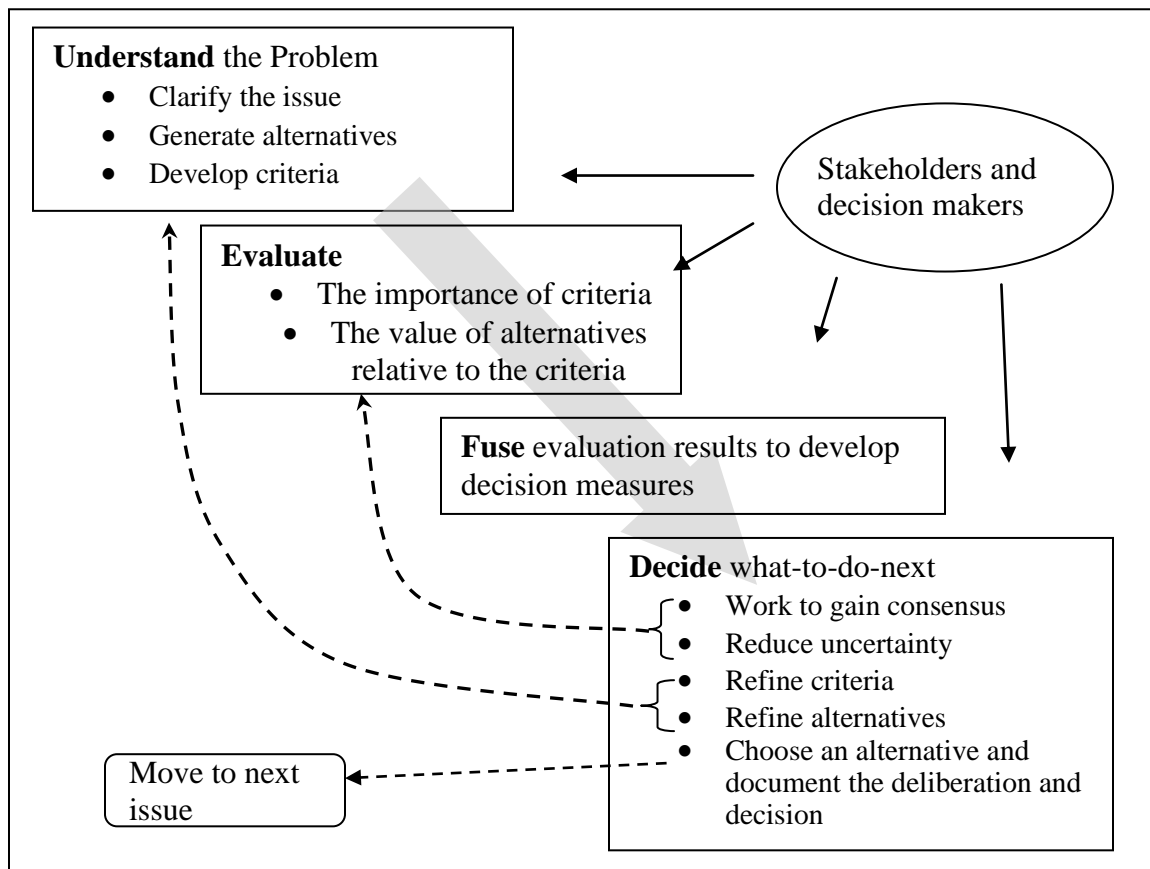 Understand the Problem
• Clarify the issue
• Generate alternatives
• Develop criteria
Stakeholders and
decision makers
Evaluate
• The importance of criteria
• The value of alternatives
relative to the criteria
Fuse evaluation results to develop
decision measures
Decide what-to-do-next
• Work to gain consensus
• Reduce uncertainty
• Refine criteria
• Refine alternatives
• Choose an alternative and
document the deliberation and
decision
Move to next
issue